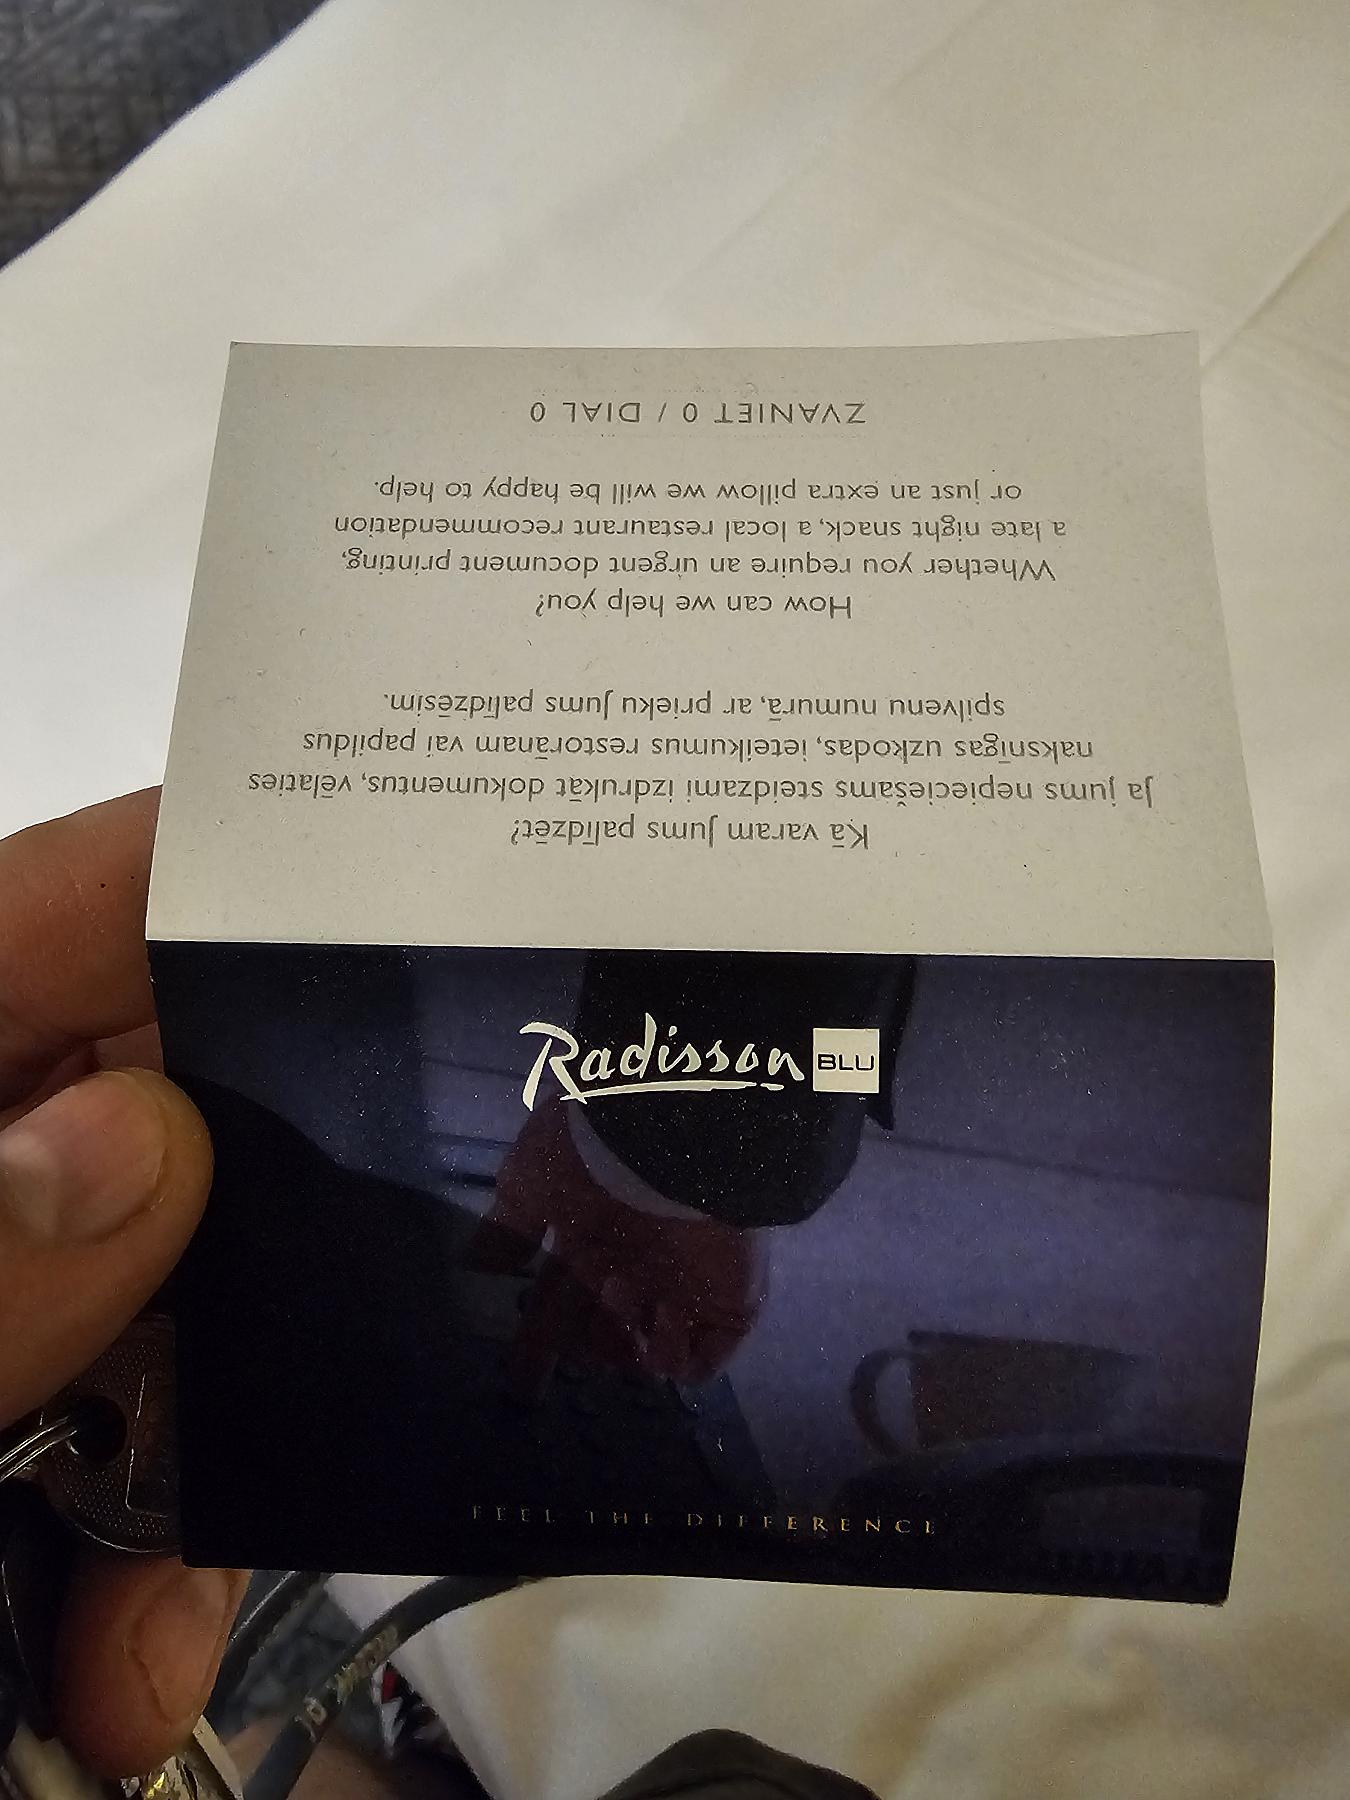 Kā varam Jums palīdzēt?
Ja jums nepieciešams steidzami izdrukāt dokumentus, vēlaties
naksnīgas uzkodas, ieteikumus restorānam vai papildus
spilvenu numurā, ar prieku Jums palīdzēsim.
How can we help you?
Whether you require an urgent document printing,
a late night snack, a local restaurant recommendation
or just an extra pillow we will be happy to help.
ZVANIET 0 / DIAL 0
Radisson BLU
FEEL THE DIFFERENCE